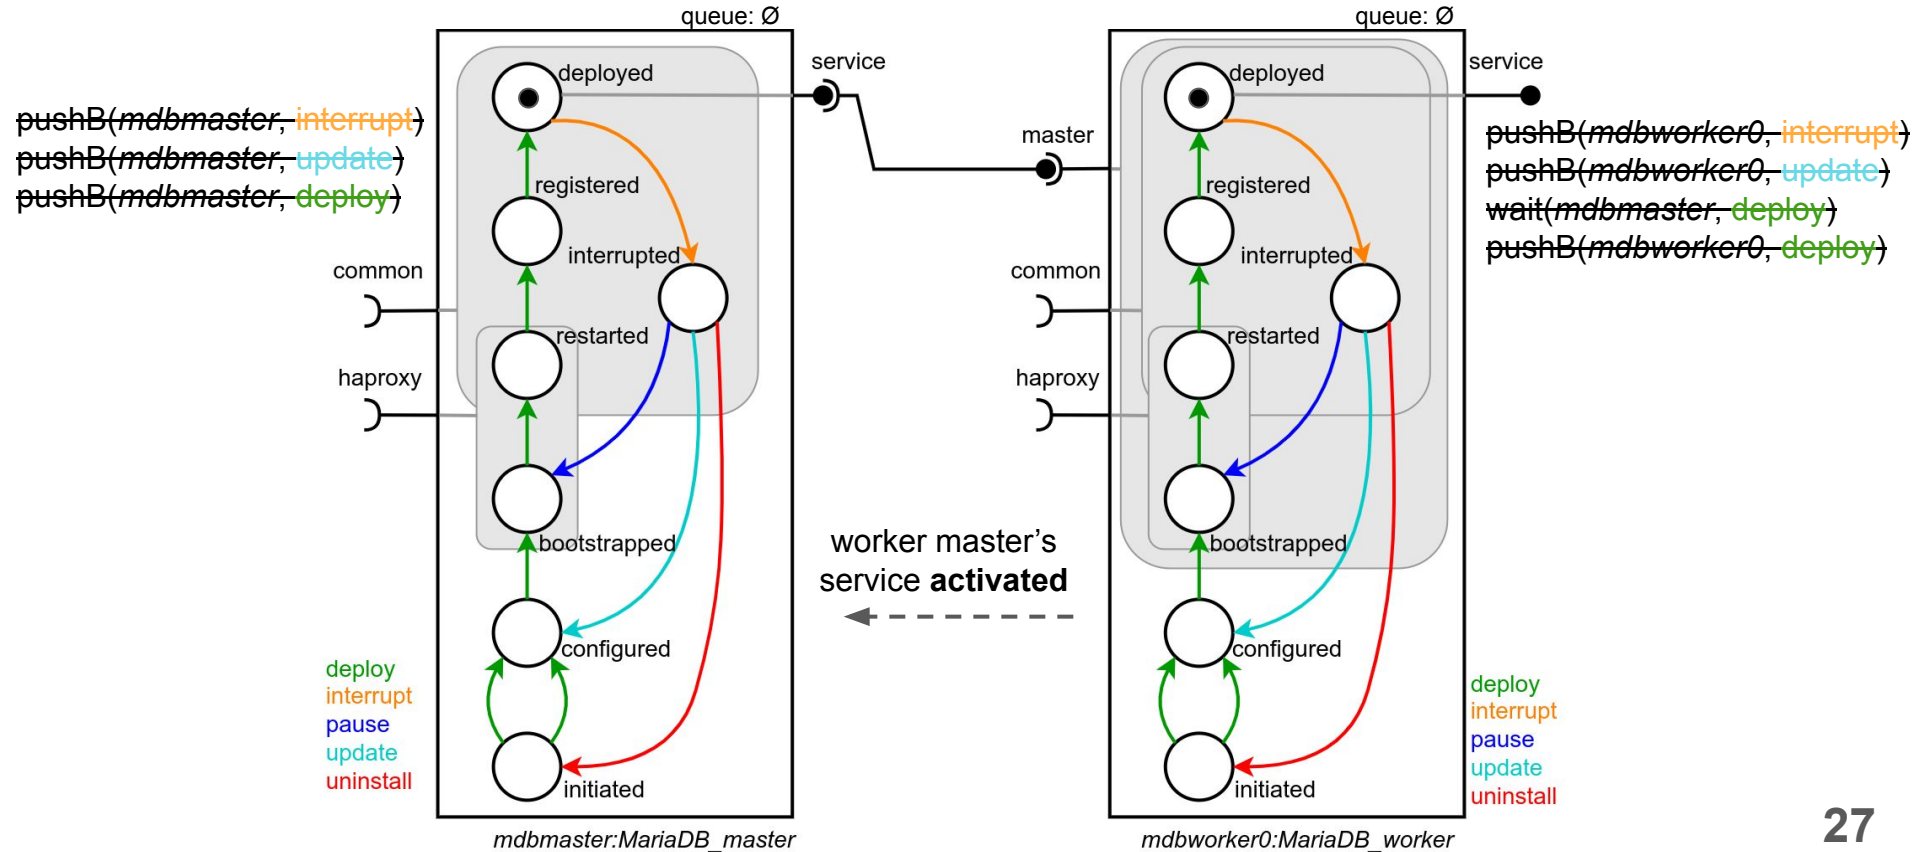 queue: Ø
queue: Ø
deployed
service
deployed
service
pushB(mdbmaster, interrupt)
pushB(mdbmaster, update)
pushB(mdbmaster, deploy)
master
pushB(mdbworker0, interrupt)
pushB(mdbworker0, update)
wait(mdbmaster, deploy)
pushB(mdbworker0, deploy)
registered
registered
interrupted
interrupted
common
common
restarted
restarted
haproxy
haproxy
bootstrapped
bootstrapped
worker master’s
service activated
configured
configured
deploy
interrupt
pause
update
uninstall
deploy
interrupt
pause
update
uninstall
initiated
initiated
mdbmaster:MariaDB_master
mdbworker0:MariaDB_worker
27